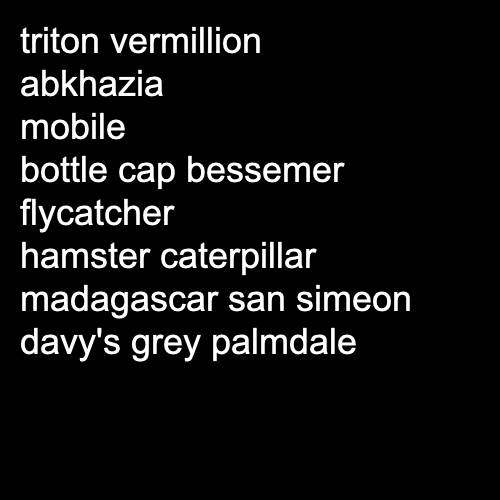 triton vermillion
abkhazia
mobile
bottle cap bessemer
flycatcher
hamster caterpillar
madagascar san simeon
davy's grey palmdale